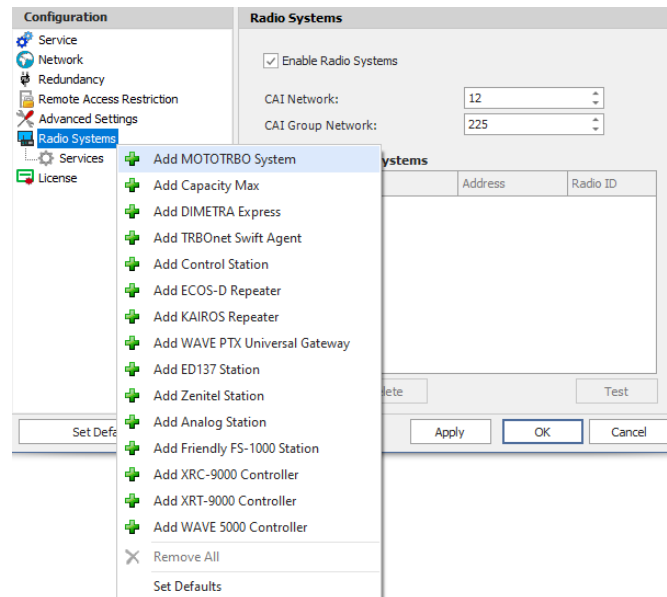 Configuration
Service
Network
Redundancy
Remote Access Restriction
Advanced Settings
Radio Systems
Services
License
Radio Systems
Enable Radio Systems
CAI Network: 12
CAI Group Network: 225
ystems
Address Radio ID
lete Test
Set Defa Apply OK Cancel
Add MOTOTRBO System
Add Capacity Max
Add DIMETRA Express
Add TRBOnet Swift Agent
Add Control Station
Add ECOS-D Repeater
Add KAIROS Repeater
Add WAVE PTX Universal Gateway
Add ED137 Station
Add Zenitel Station
Add Analog Station
Add Friendly FS-1000 Station
Add XRC-9000 Controller
Add XRT-9000 Controller
Add WAVE 5000 Controller
Remove All
Set Defaults